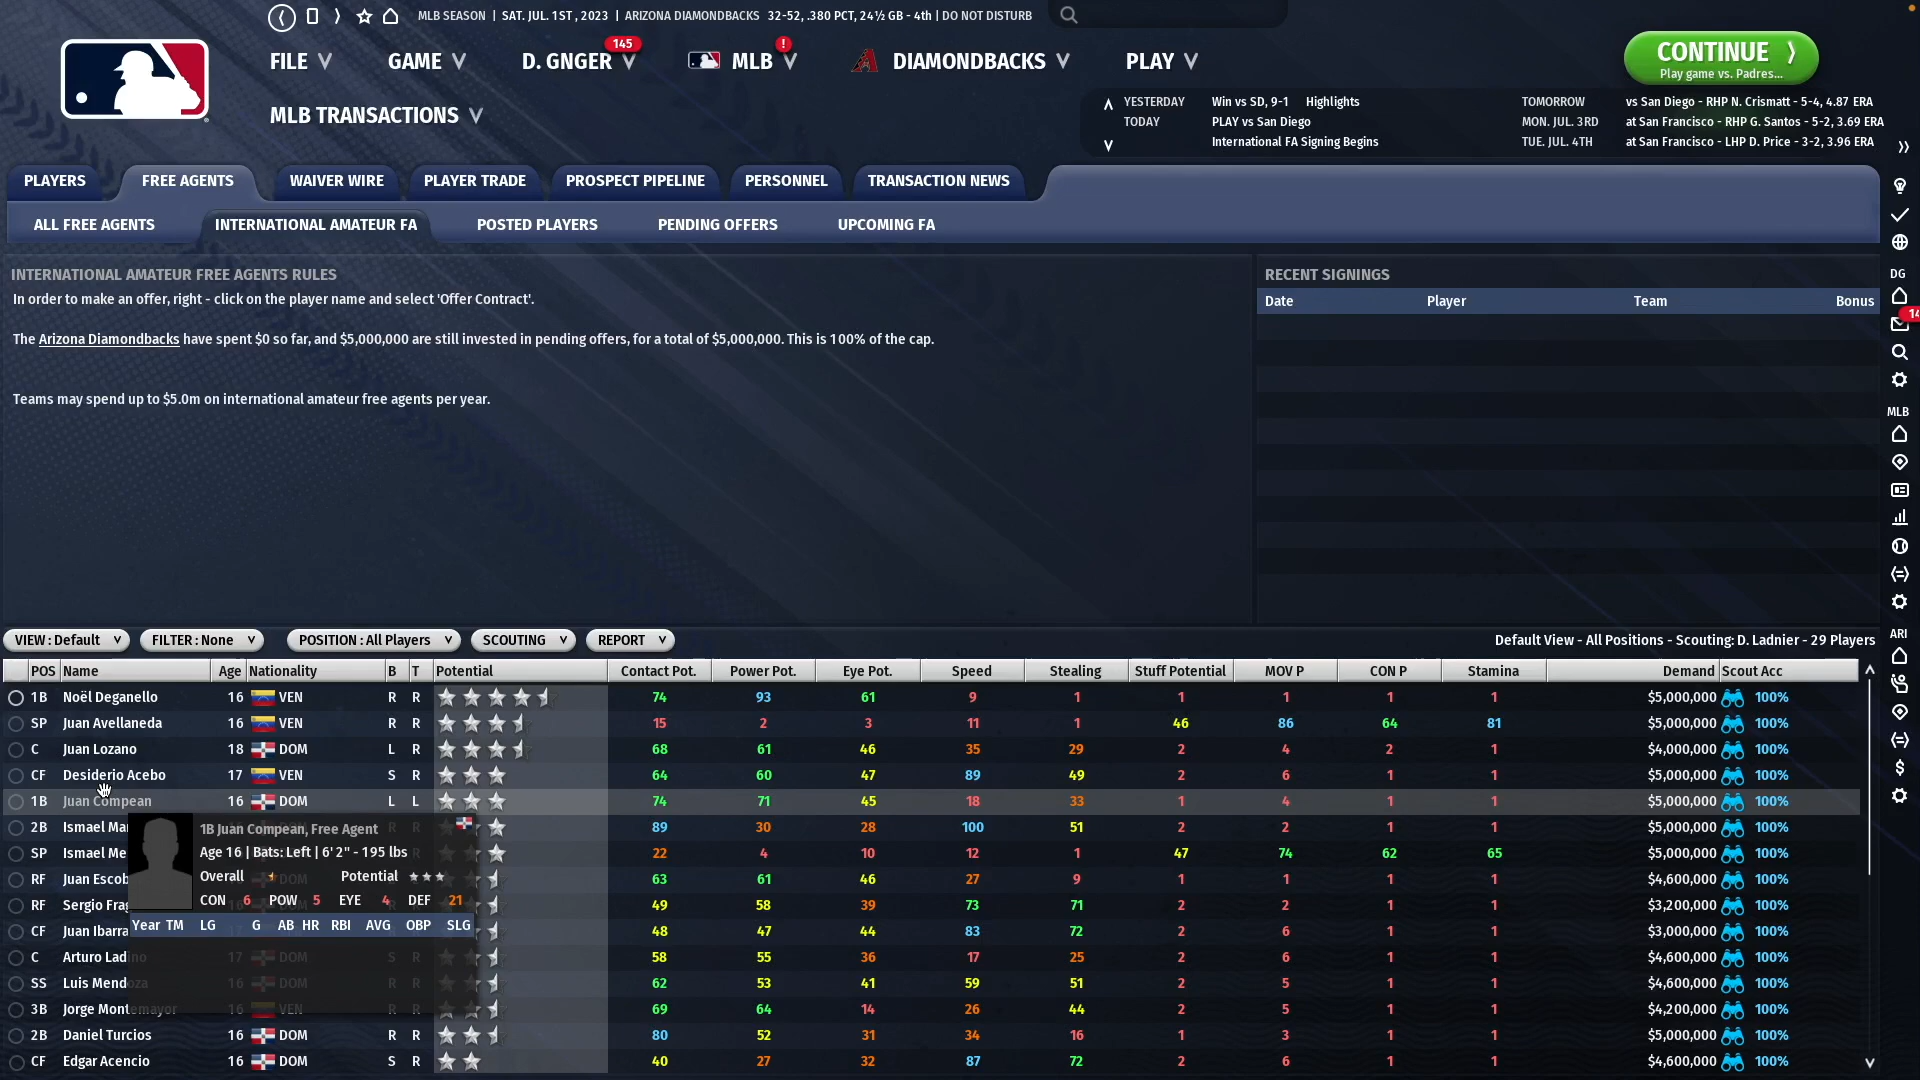 MLB SEASON | SAT. JUL. 1ST , 2023 | ARIZONA DIAMONDBACKS 32-52, .380 PCT, 24½ GB - 4th | DO NOT DISTURB
FILE GAME D. GNGER 145 MLB ! DIAMONDBACKS PLAY
CONTINUE
Play game vs. Padres...
MLB TRANSACTIONS
YESTERDAY Win vs SD, 9-1 Highlights TOMORROW vs San Diego - RHP N. Crismatt - 5-4, 4.87 ERA
TODAY PLAY vs San Diego MON. JUL. 3RD at San Francisco - RHP G. Santos - 5-2, 3.69 ERA
International FA Signing Begins TUE. JUL. 4TH at San Francisco - LHP D. Price - 3-2, 3.96 ERA
PLAYERS FREE AGENTS WAIVER WIRE PLAYER TRADE PROSPECT PIPELINE PERSONNEL TRANSACTION NEWS
ALL FREE AGENTS INTERNATIONAL AMATEUR FA POSTED PLAYERS PENDING OFFERS UPCOMING FA
INTERNATIONAL AMATEUR FREE AGENTS RULES
In order to make an offer, right - click on the player name and select 'Offer Contract'.
The Arizona Diamondbacks have spent $0 so far, and $5,000,000 are still invested in pending offers, for a total of $5,000,000. This is 100% of the cap.
Teams may spend up to $5.0m on international amateur free agents per year.
RECENT SIGNINGS
Date Player Team Bonus
DG
14
MLB
ARI
VIEW : Default FILTER : None POSITION : All Players SCOUTING REPORT Default View - All Positions - Scouting: D. Ladnier - 29 Players
POS Name Age Nationality B T Potential Contact Pot. Power Pot. Eye Pot. Speed Stealing Stuff Potential MOV P CON P Stamina Demand Scout Acc
1B Noël Deganello 16 VEN R R 74 93 61 9 1 1 1 1 1 $5,000,000 100%
SP Juan Avellaneda 16 VEN R R 15 2 3 11 1 46 86 64 81 $5,000,000 100%
C Juan Lozano 18 DOM L R 68 61 46 35 29 2 4 2 1 $4,000,000 100%
CF Desiderio Acebo 17 VEN S R 64 60 47 89 49 2 6 1 1 $5,000,000 100%
1B Juan Compean 16 DOM L L 74 71 45 18 33 1 4 1 1 $5,000,000 100%
2B Ismael 89 30 28 100 51 2 2 1 1 $5,000,000 100%
SP Ismael 22 4 10 12 1 47 74 62 65 $5,000,000 100%
RF Juan 63 61 46 27 9 1 1 1 1 $4,600,000 100%
RF Sergio 49 58 39 73 71 2 2 1 1 $3,200,000 100%
CF Juan Ibarra 48 47 44 83 72 2 6 1 1 $3,000,000 100%
C Arturo Ladino 17 DOM S R 58 55 36 17 25 2 6 1 1 $4,600,000 100%
SS Luis Mendoza 16 DOM R R 62 53 41 59 51 2 5 1 1 $4,600,000 100%
3B Jorge Montemayor 16 VEN R R 69 64 14 26 44 2 5 1 1 $4,200,000 100%
2B Daniel Turcios 16 DOM R R 80 52 31 34 16 1 3 1 1 $5,000,000 100%
CF Edgar Acencio 16 DOM S R 40 27 32 87 72 2 6 1 1 $4,600,000 100%
1B Juan Compean, Free Agent
Age 16 | Bats: Left | 6' 2" - 195 lbs
Overall Potential
CON 6 POW 5 EYE 4 DEF 21
Year TM LG G AB HR RBI AVG OBP SLG